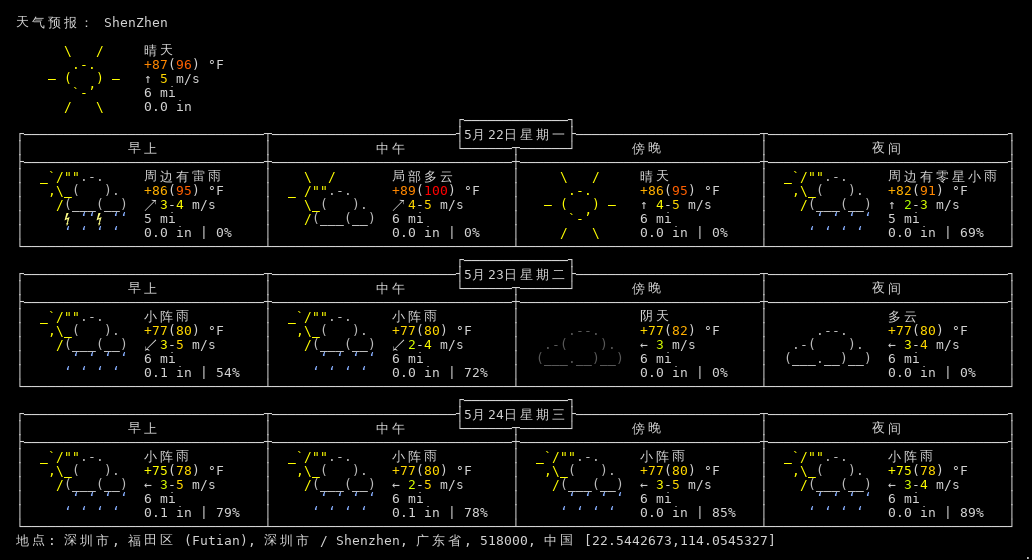 天气预报： ShenZhen
晴天
+87(96) °F
↑ 5 m/s
6 mi
0.0 in
5月22日星期一
早上 中午 傍晚 夜间
周边有雷雨 局部多云 晴天 周边有零星小雨
+86(95) °F +89(100) °F +86(95) °F +82(91) °F
↗ 3-4 m/s ↗ 4-5 m/s ↑ 4-5 m/s ↑ 2-3 m/s
5 mi 6 mi 6 mi 5 mi
0.0 in | 0% 0.0 in | 0% 0.0 in | 0% 0.0 in | 69%
5月23日星期二
早上 中午 傍晚 夜间
小阵雨 小阵雨 阴天 多云
+77(80) °F +77(80) °F +77(82) °F +77(80) °F
↙ 3-5 m/s ↙ 2-4 m/s ← 3 m/s ← 3-4 m/s
6 mi 6 mi 6 mi 6 mi
0.1 in | 54% 0.0 in | 72% 0.0 in | 0% 0.0 in | 0%
5月24日星期三
早上 中午 傍晚 夜间
小阵雨 小阵雨 小阵雨 小阵雨
+75(78) °F +77(80) °F +77(80) °F +75(78) °F
← 3-5 m/s ← 2-5 m/s ← 3-5 m/s ← 3-4 m/s
6 mi 6 mi 6 mi 6 mi
0.1 in | 79% 0.1 in | 78% 0.0 in | 85% 0.0 in | 89%
地点: 深圳市, 福田区 (Futian), 深圳市 / Shenzhen, 广东省, 518000, 中国 [22.5442673,114.0545327]